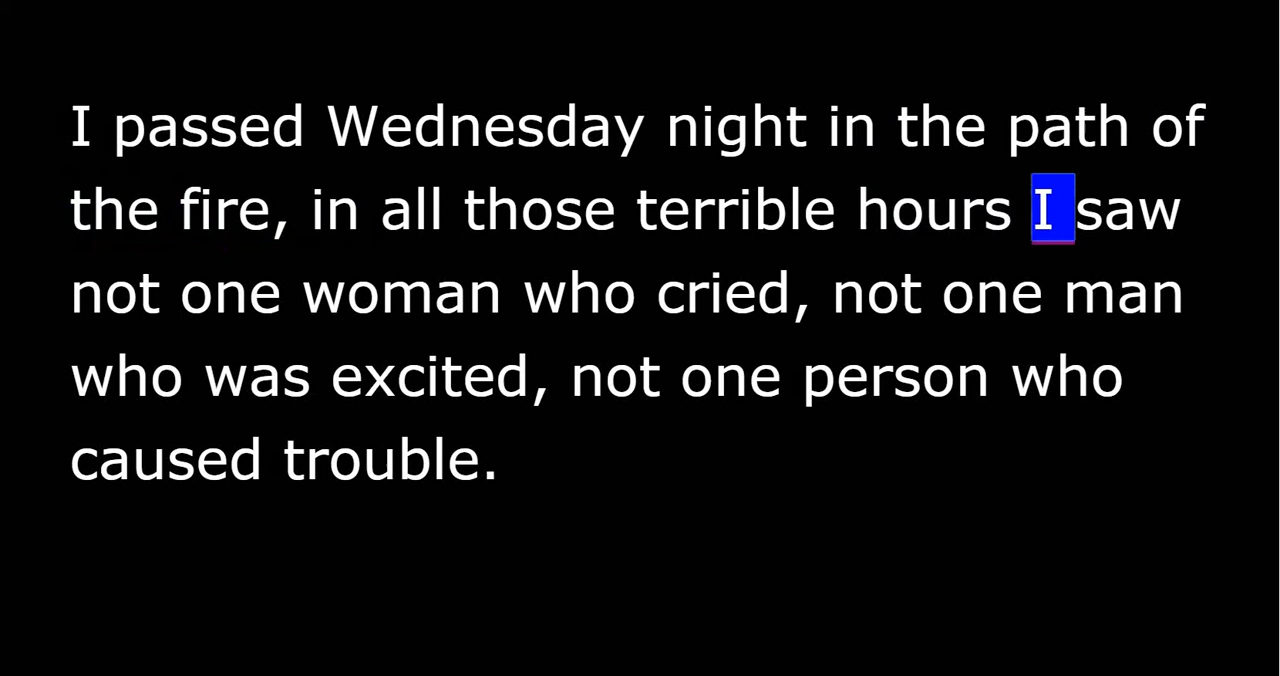 I passed Wednesday night in the path of
the fire, in all those terrible hours I saw
not one woman who cried, not one man
who was excited, not one person who
caused trouble.